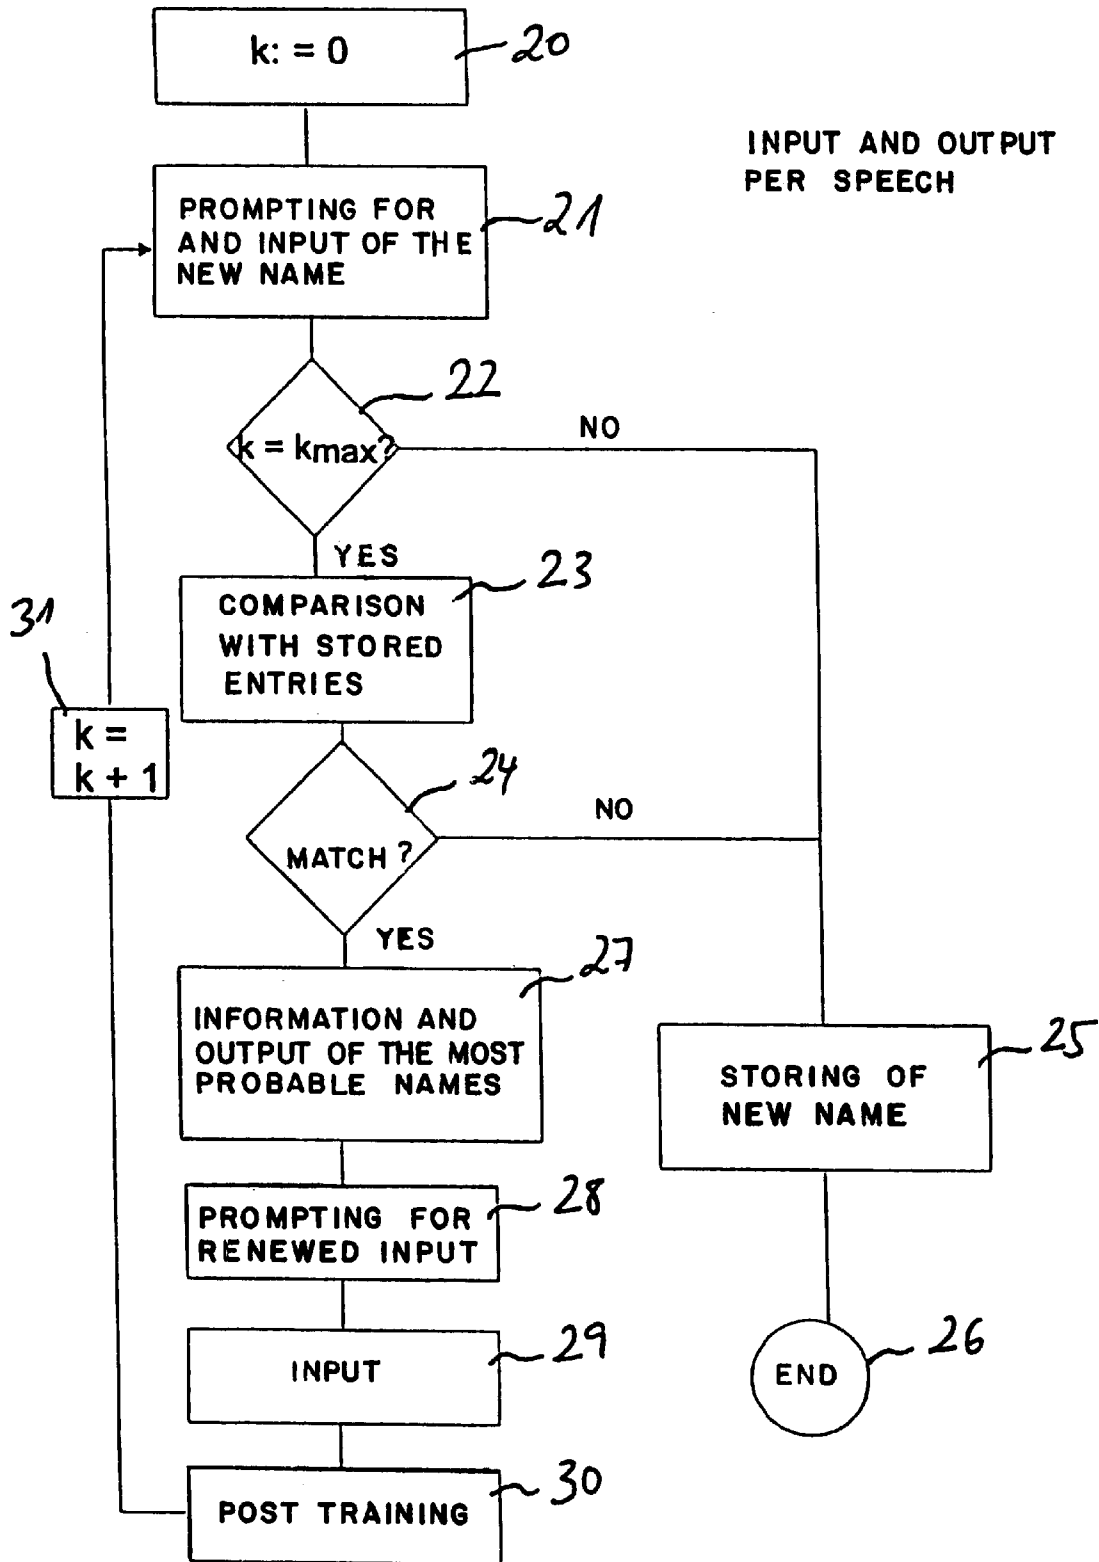 k: = 0
20
INPUT AND OUTPUT
PER SPEECH
PROMPTING FOR
AND INPUT OF THE
NEW NAME
21
22
k = kmax?
NO
YES
23
COMPARISON
WITH STORED
ENTRIES
31
k =
k + 1
24
MATCH ?
NO
YES
27
INFORMATION AND
OUTPUT OF THE MOST
PROBABLE NAMES
25
STORING OF
NEW NAME
28
PROMPTING FOR
RENEWED INPUT
29
INPUT
26
END
30
POST TRAINING